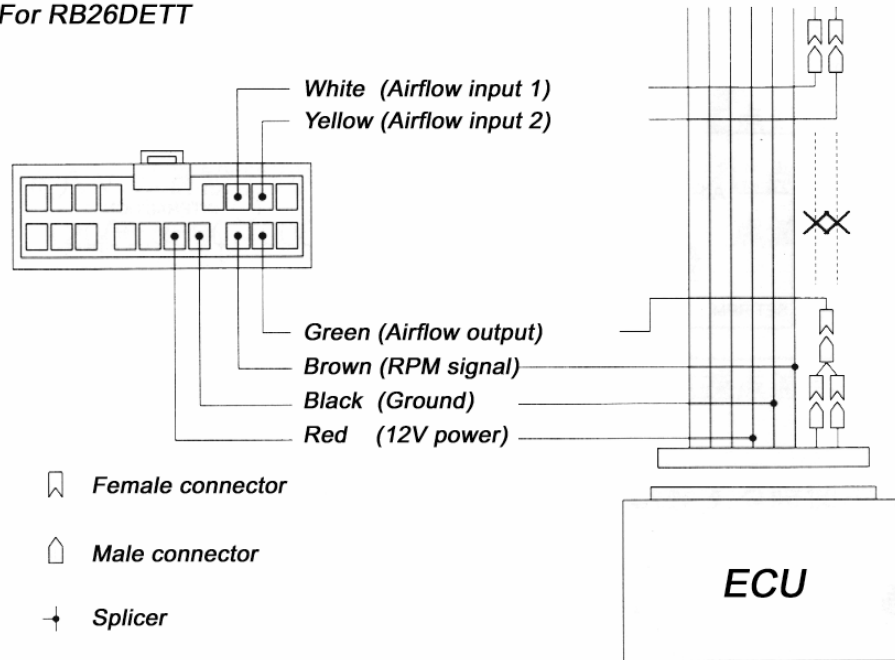 For RB26DETT
White (Airflow input 1)
Yellow (Airflow input 2)
Green (Airflow output)
Brown (RPM signal)
Black (Ground)
Red (12V power)
Female connector
Male connector
Splicer
ECU